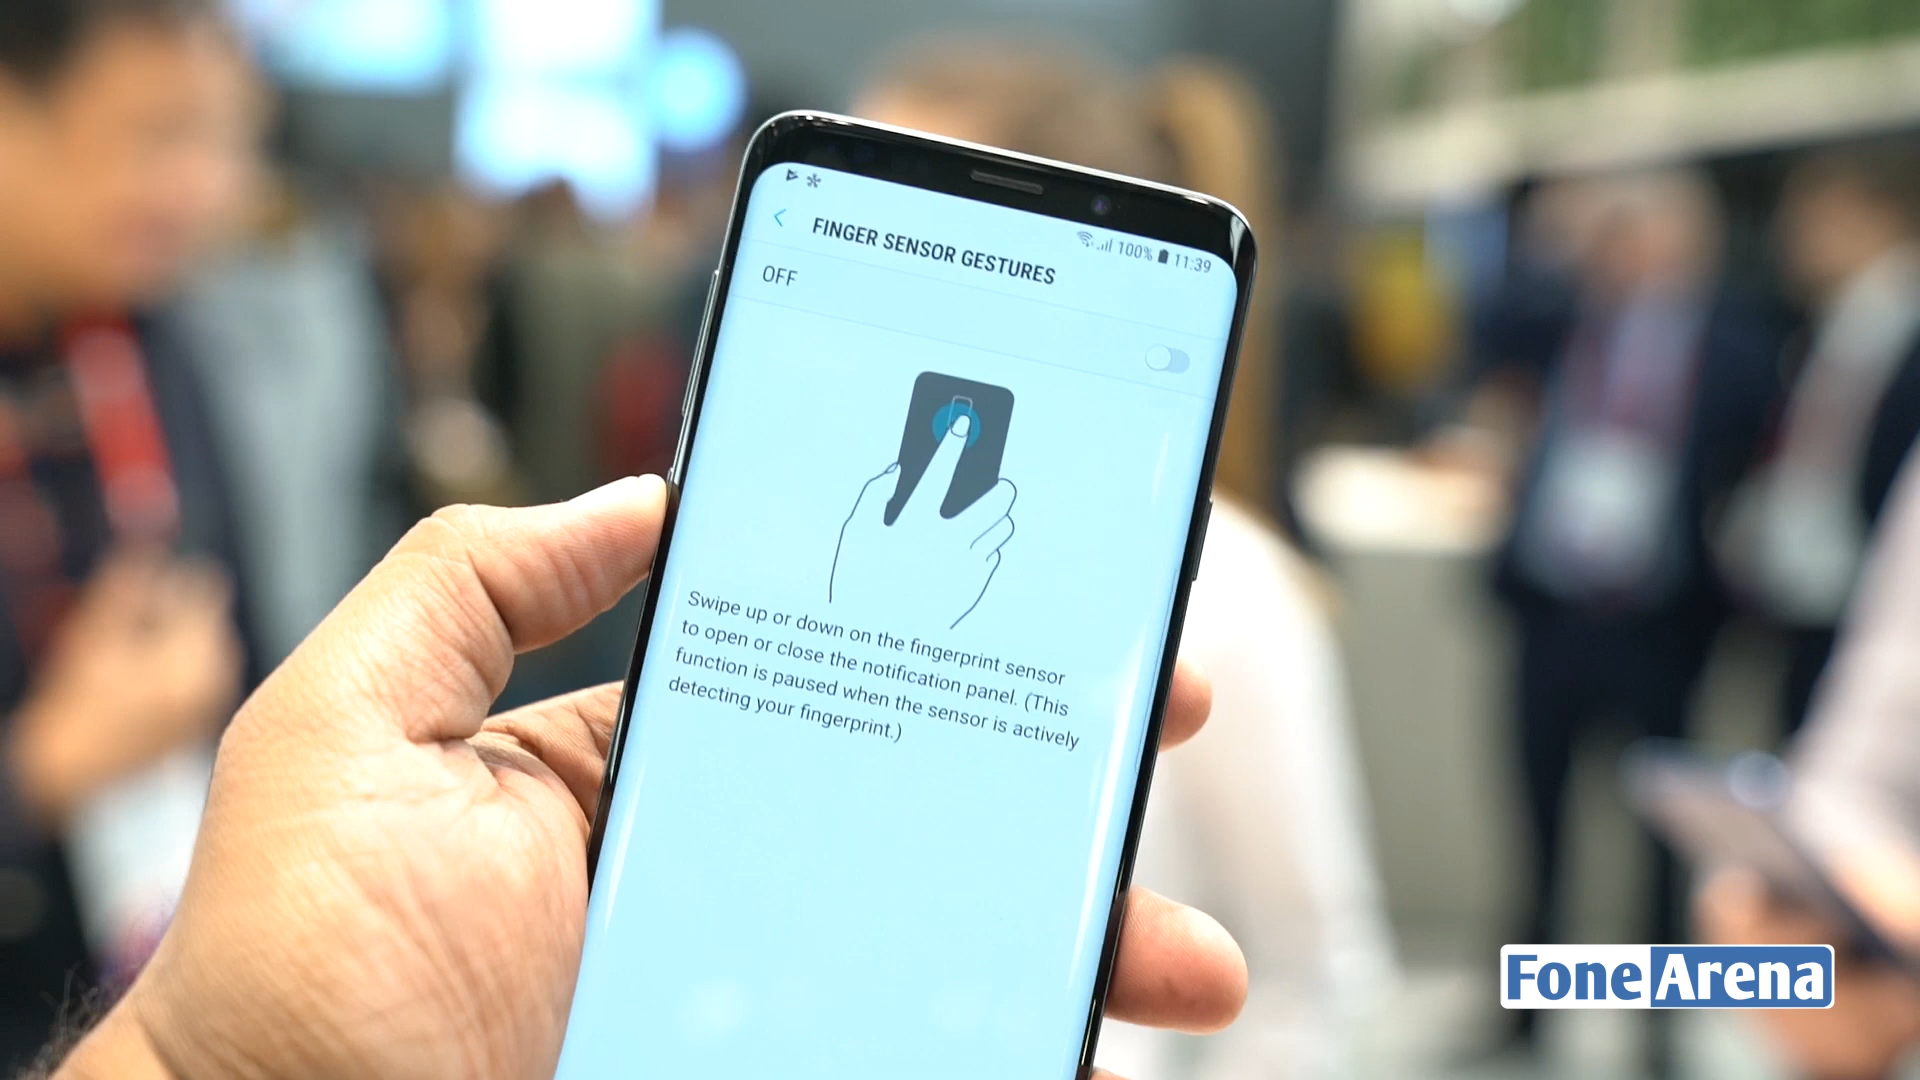 100% 11:39
FINGER SENSOR GESTURES
OFF
Swipe up or down on the fingerprint sensor
to open or close the notification panel. (This
function is paused when the sensor is actively
detecting your fingerprint.)
FoneArena